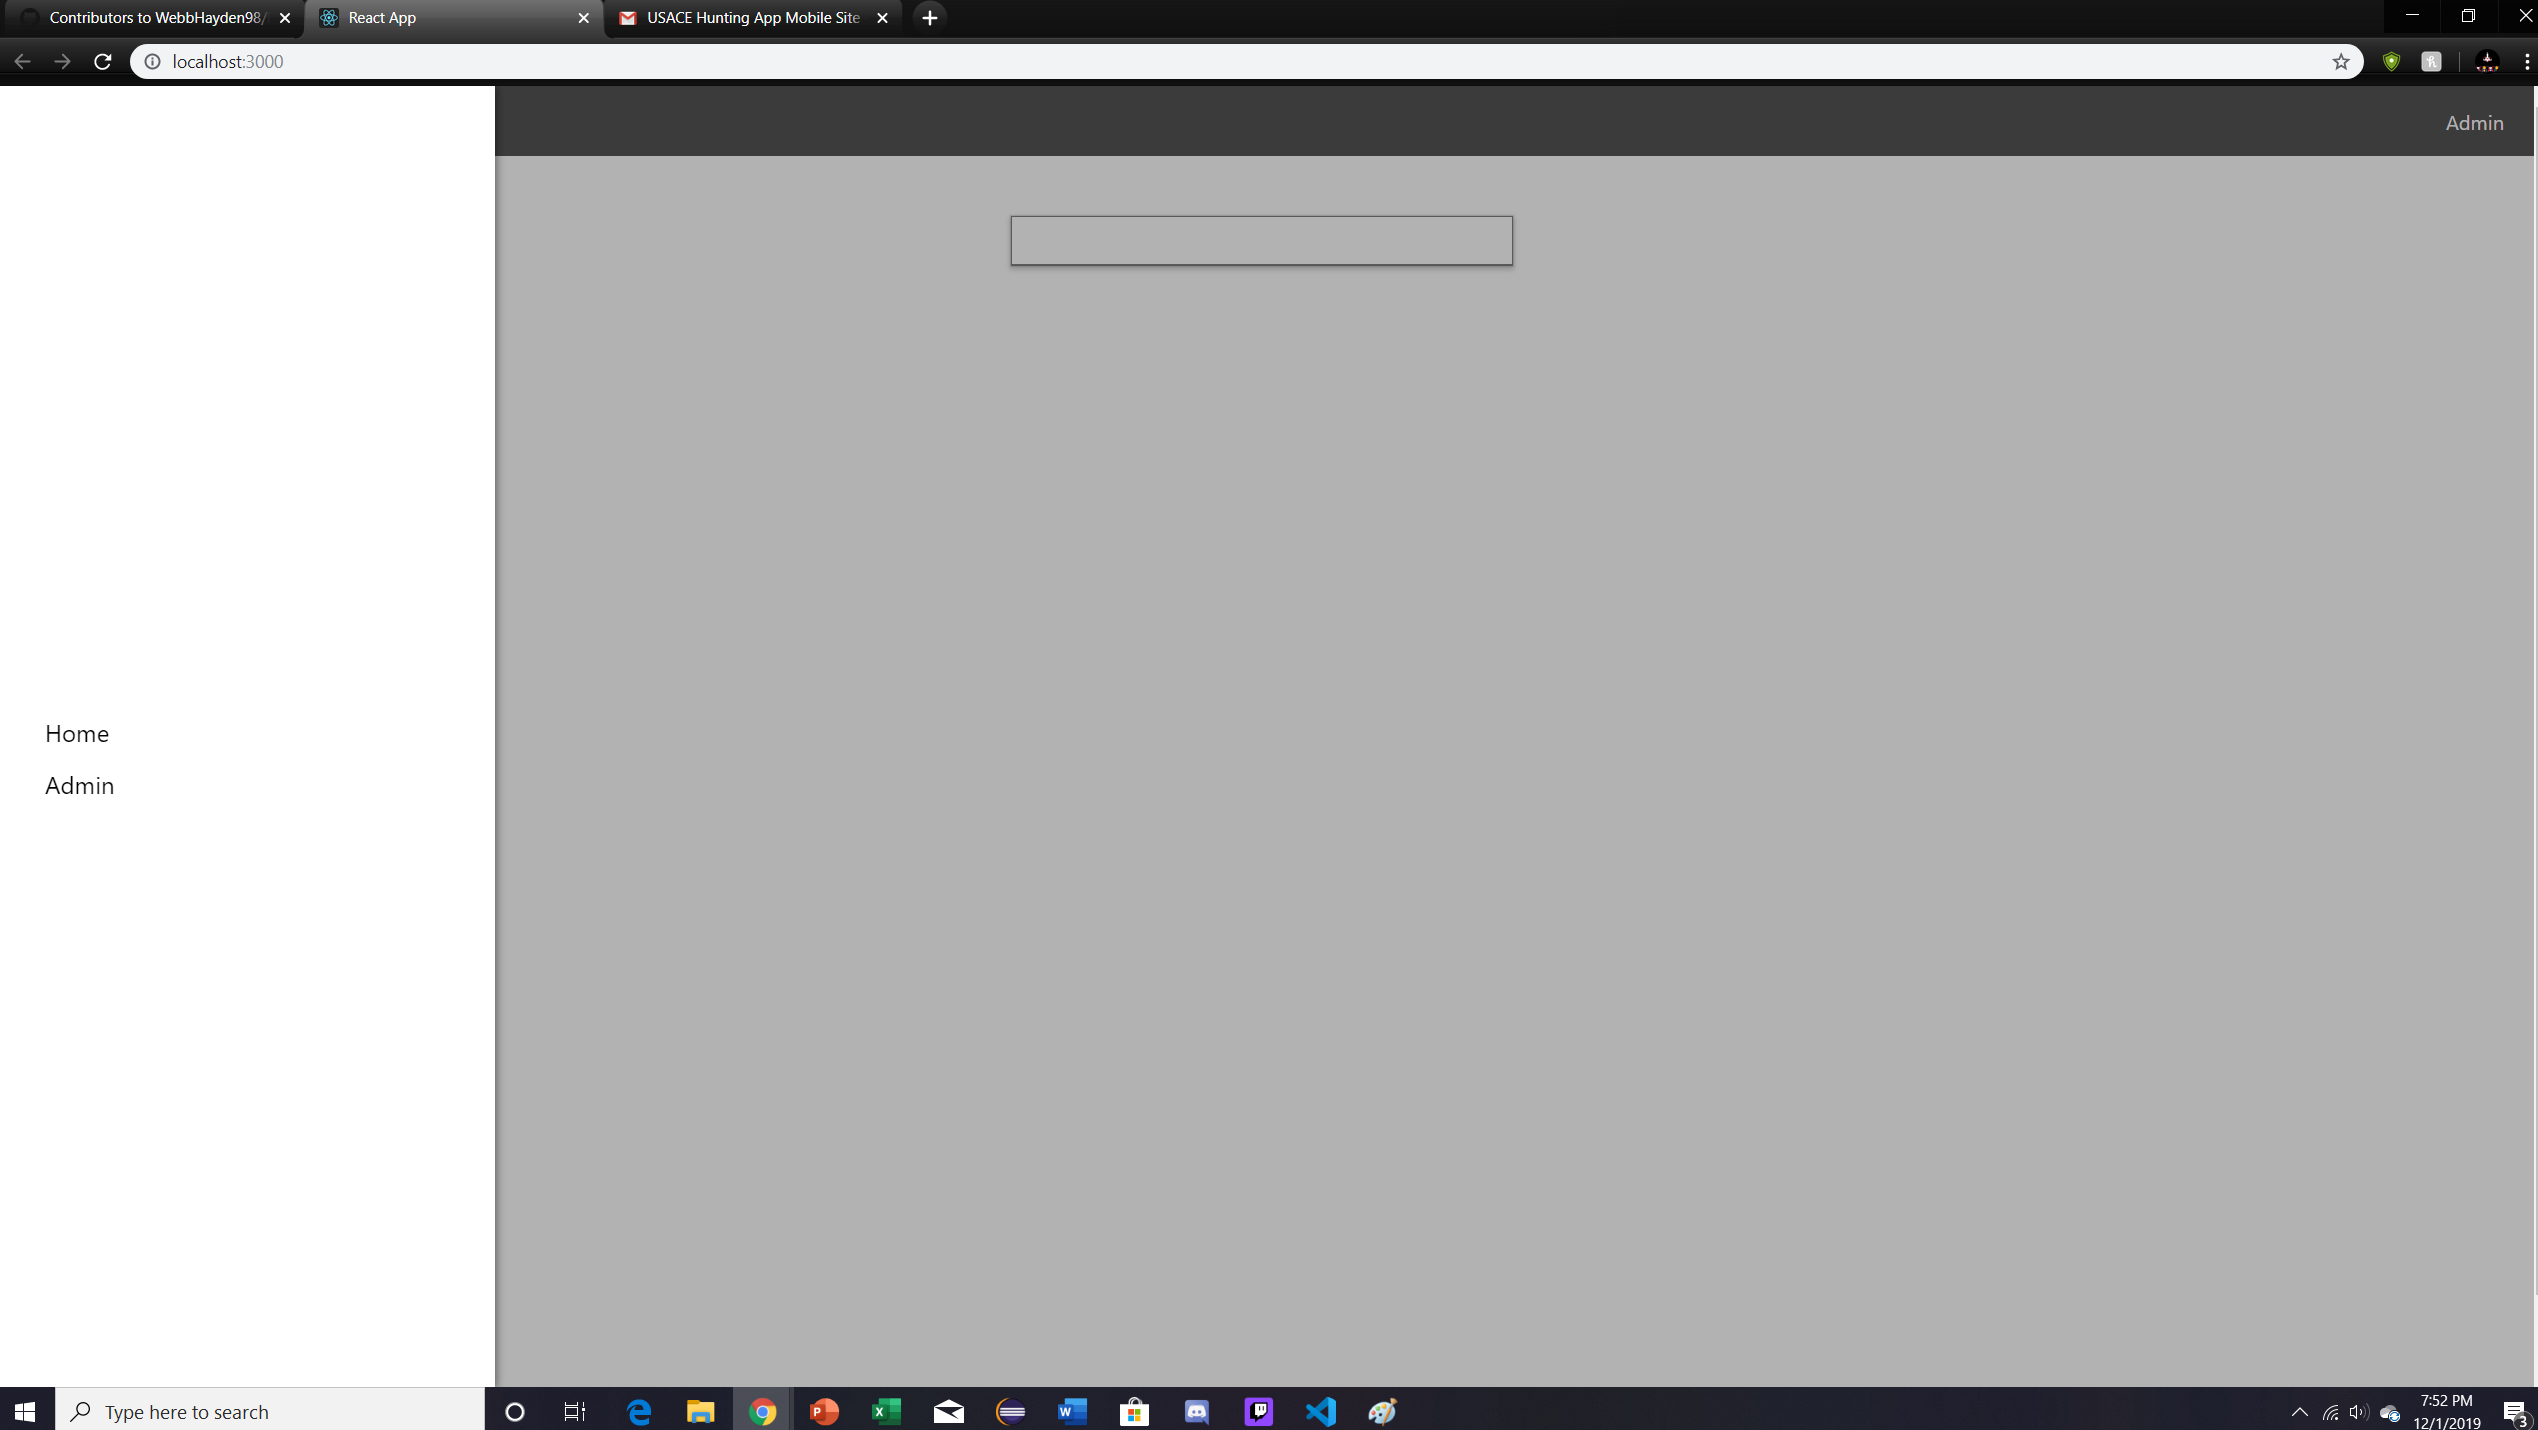 Contributors to WebbHayden98/
React App
USACE Hunting App Mobile Site
localhost:3000
Admin
Home
Admin
Type here to search
7:52 PM
12/1/2019
3